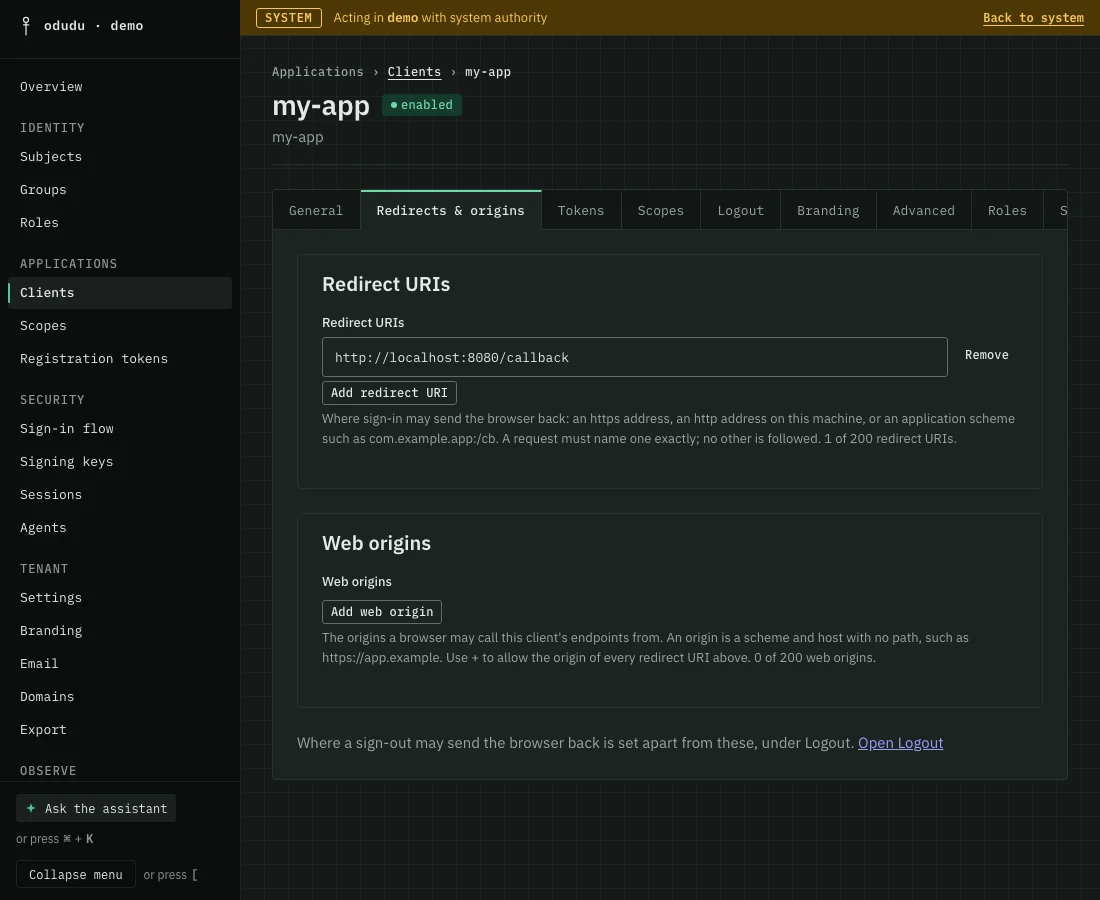 odudu · demo
SYSTEM Acting in demo with system authority Back to system
Overview
IDENTITY
Subjects
Groups
Roles
APPLICATIONS
Clients
Scopes
Registration tokens
SECURITY
Sign-in flow
Signing keys
Sessions
Agents
TENANT
Settings
Branding
Email
Domains
Export
OBSERVE
Ask the assistant
or press ⌘ + K
Collapse menu or press [
Applications › Clients › my-app
my-app enabled
my-app
General Redirects & origins Tokens Scopes Logout Branding Advanced Roles S
Redirect URIs
Redirect URIs
http://localhost:8080/callback Remove
Add redirect URI
Where sign-in may send the browser back: an https address, an http address on this machine, or an application scheme
such as com.example.app:/cb. A request must name one exactly; no other is followed. 1 of 200 redirect URIs.
Web origins
Web origins
Add web origin
The origins a browser may call this client's endpoints from. An origin is a scheme and host with no path, such as
https://app.example. Use + to allow the origin of every redirect URI above. 0 of 200 web origins.
Where a sign-out may send the browser back is set apart from these, under Logout. Open Logout